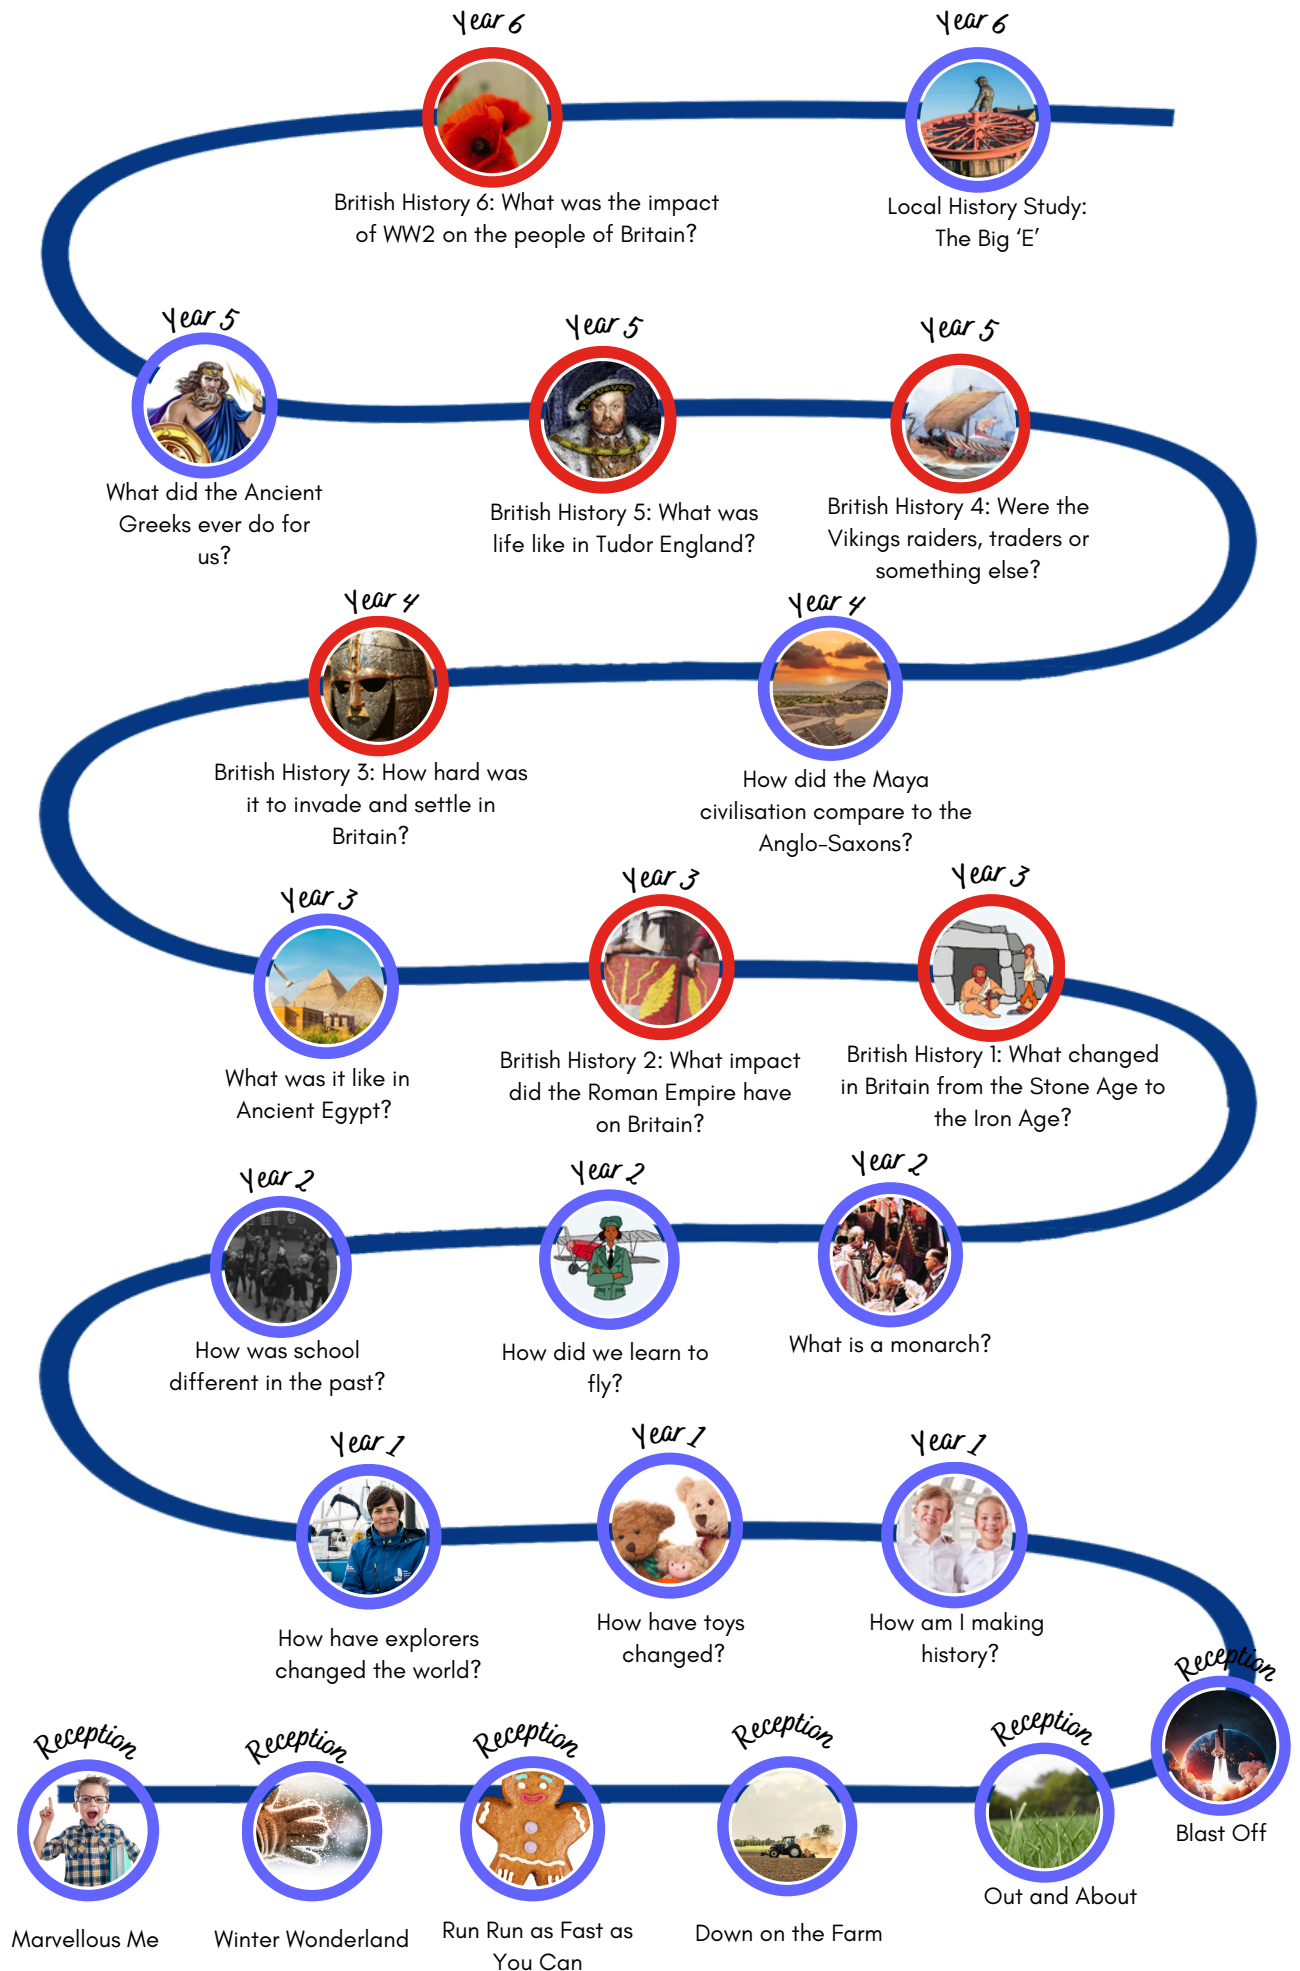 Year 6
British History 6: What was the impact
of WW2 on the people of Britain?
Year 6
Local History Study:
The Big ‘E’
Year 5
What did the Ancient
Greeks ever do for
us?
Year 5
British History 5: What was
life like in Tudor England?
Year 5
British History 4: Were the
Vikings raiders, traders or
something else?
Year 4
British History 3: How hard was
it to invade and settle in
Britain?
Year 4
How did the Maya
civilisation compare to the
Anglo-Saxons?
Year 3
What was it like in
Ancient Egypt?
Year 3
British History 2: What impact
did the Roman Empire have
on Britain?
Year 3
British History 1: What changed
in Britain from the Stone Age to
the Iron Age?
Year 2
How was school
different in the past?
Year 2
How did we learn to
fly?
Year 2
What is a monarch?
Year 1
How have explorers
changed the world?
Year 1
How have toys
changed?
Year 1
How am I making
history?
Reception
Marvellous Me
Reception
Winter Wonderland
Reception
Run Run as Fast as
You Can
Reception
Down on the Farm
Reception
Out and About
Reception
Blast Off